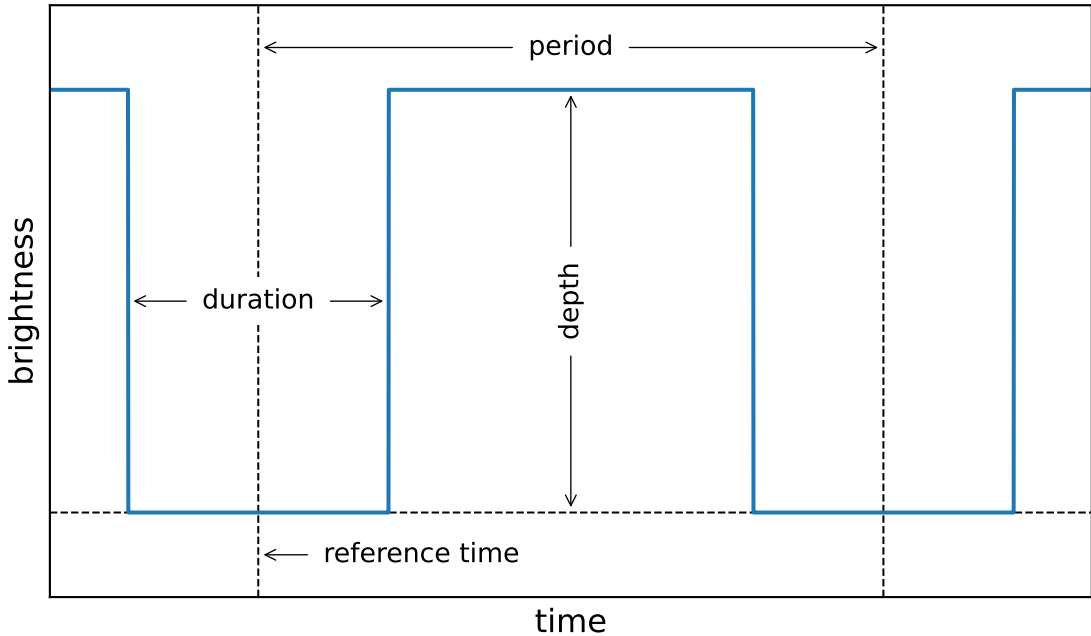 period
brightness
duration
depth
reference time
time